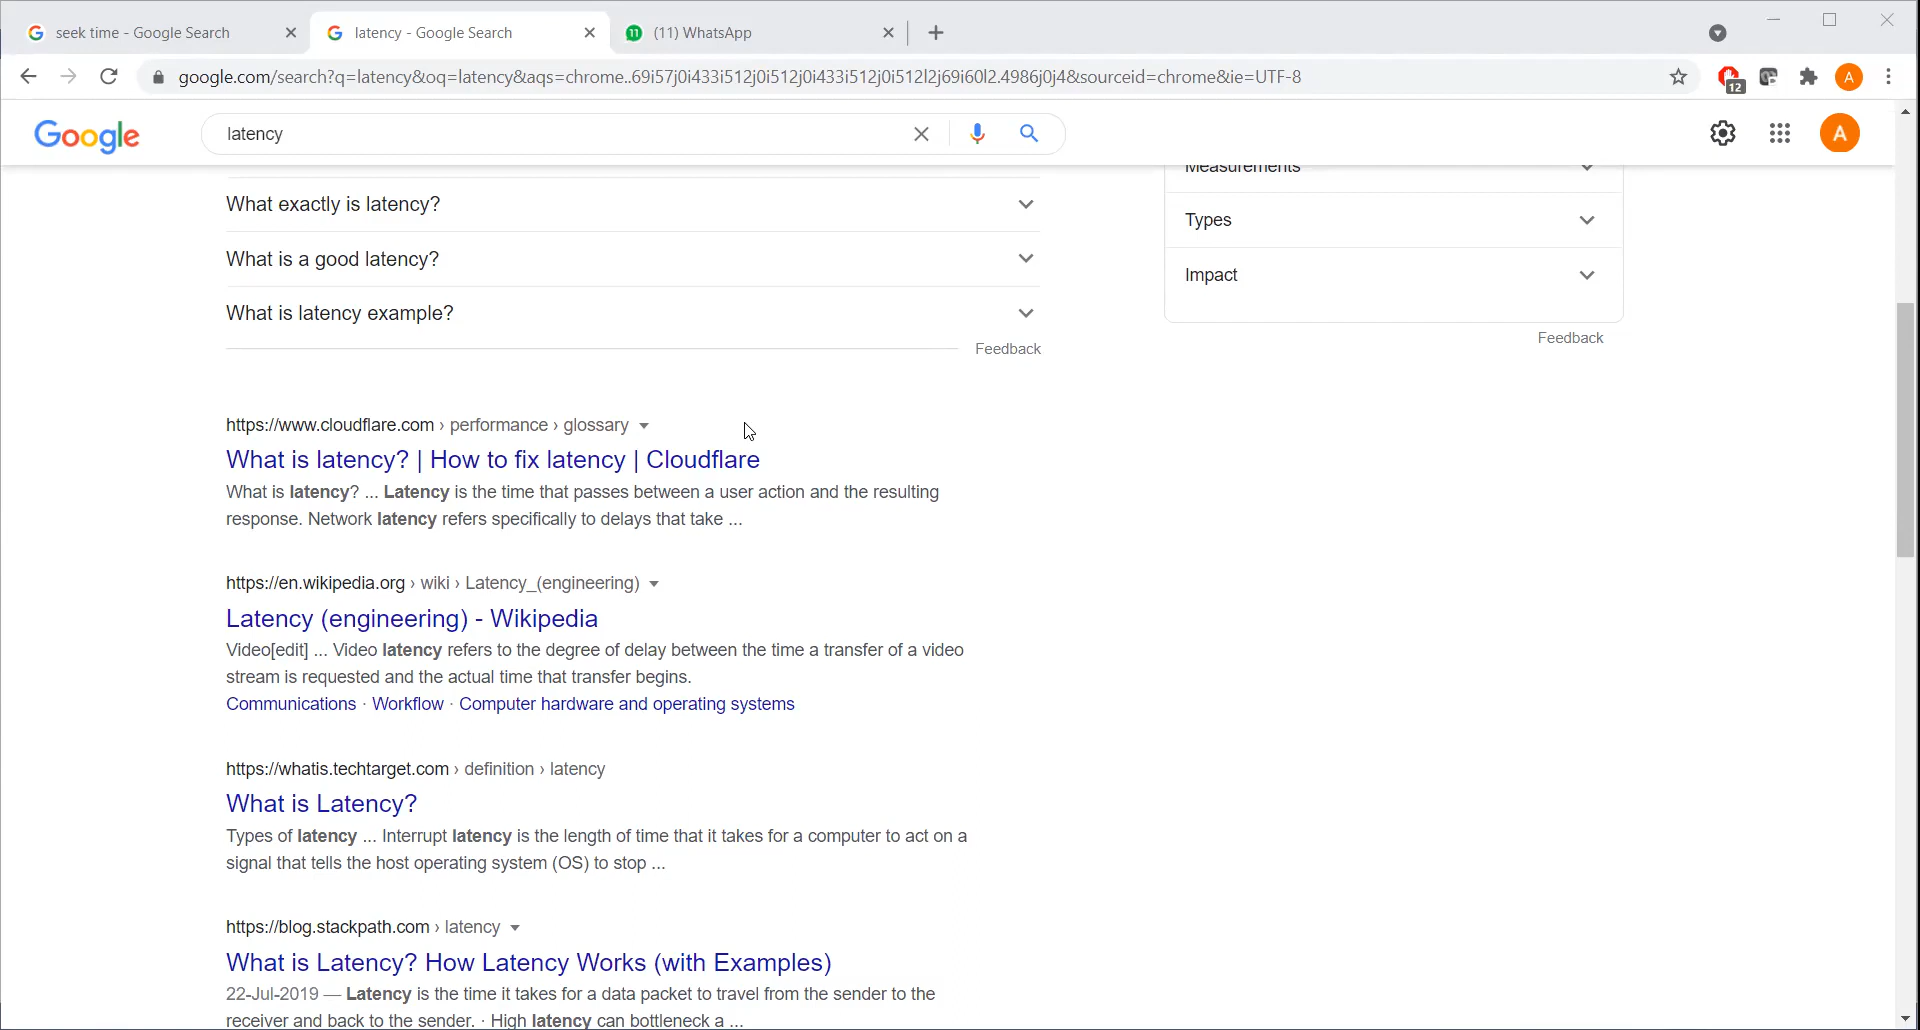 seek time - Google Search
latency - Google Search
11
(11) WhatsApp
google.com/search?q=latency&oq=latency&aqs=chrome..69i57j0i433i512j0i512j0i433i512j0i512l2j69i60l2.4986j0j4&sourceid=chrome&ie=UTF-8
12
A
Google
latency
A
Measurements
What exactly is latency?
Types
What is a good latency?
Impact
What is latency example?
Feedback
Feedback
https://www.cloudflare.com › performance › glossary
What is latency? | How to fix latency | Cloudflare
What is latency? ... Latency is the time that passes between a user action and the resulting
response. Network latency refers specifically to delays that take ...
https://en.wikipedia.org › wiki › Latency_(engineering)
Latency (engineering) - Wikipedia
Video[edit] ... Video latency refers to the degree of delay between the time a transfer of a video
stream is requested and the actual time that transfer begins.
Communications · Workflow · Computer hardware and operating systems
https://whatis.techtarget.com › definition › latency
What is Latency?
Types of latency ... Interrupt latency is the length of time that it takes for a computer to act on a
signal that tells the host operating system (OS) to stop ...
https://blog.stackpath.com › latency
What is Latency? How Latency Works (with Examples)
22-Jul-2019 — Latency is the time it takes for a data packet to travel from the sender to the
receiver and back to the sender. · High latency can bottleneck a ...